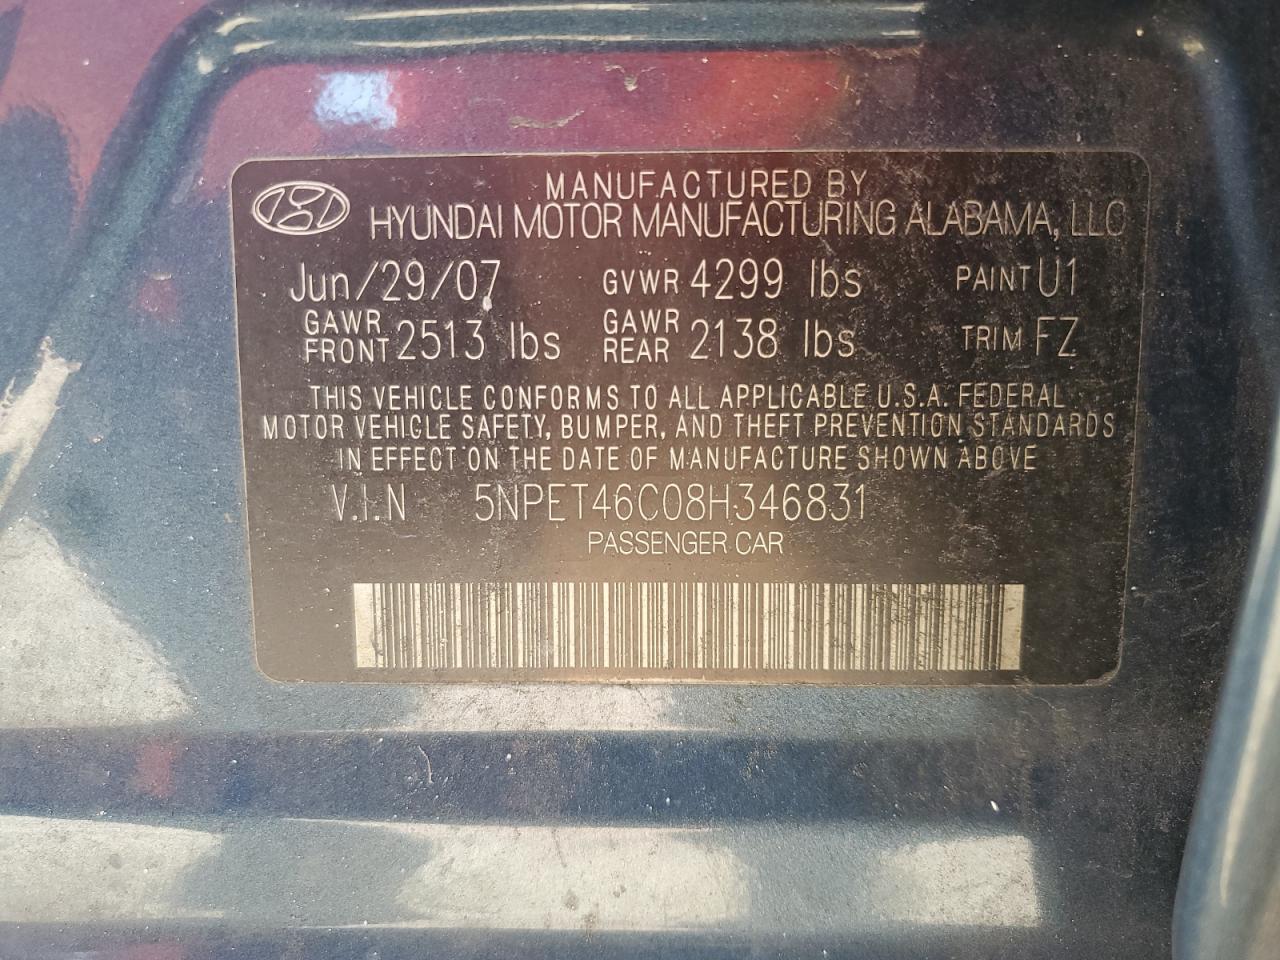 MANUFACTURED BY
HYUNDAI MOTOR MANUFACTURING ALABAMA, LLC
Jun/29/07 GVWR 4299 lbs PAINT U1
GAWR FRONT 2513 lbs GAWR REAR 2138 lbs TRIM FZ
THIS VEHICLE CONFORMS TO ALL APPLICABLE U.S.A. FEDERAL
MOTOR VEHICLE SAFETY, BUMPER, AND THEFT PREVENTION STANDARDS
IN EFFECT ON THE DATE OF MANUFACTURE SHOWN ABOVE
V.I.N 5NPET46C08H346831
PASSENGER CAR